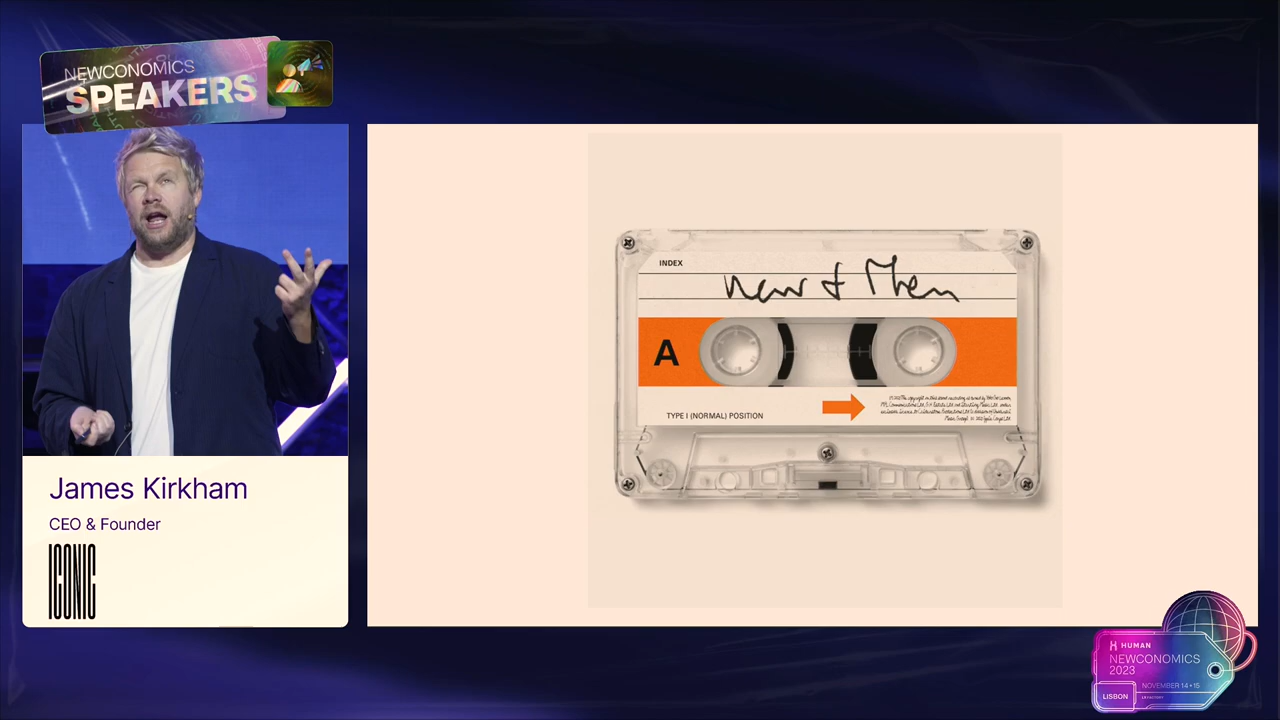 NEWCONOMICS
SPEAKERS
James Kirkham
CEO & Founder
ICONIC
INDEX
Now & Then
A
TYPE I (NORMAL) POSITION
HUMAN
NEWCONOMICS
2023
NOVEMBER 14•15
LISBON